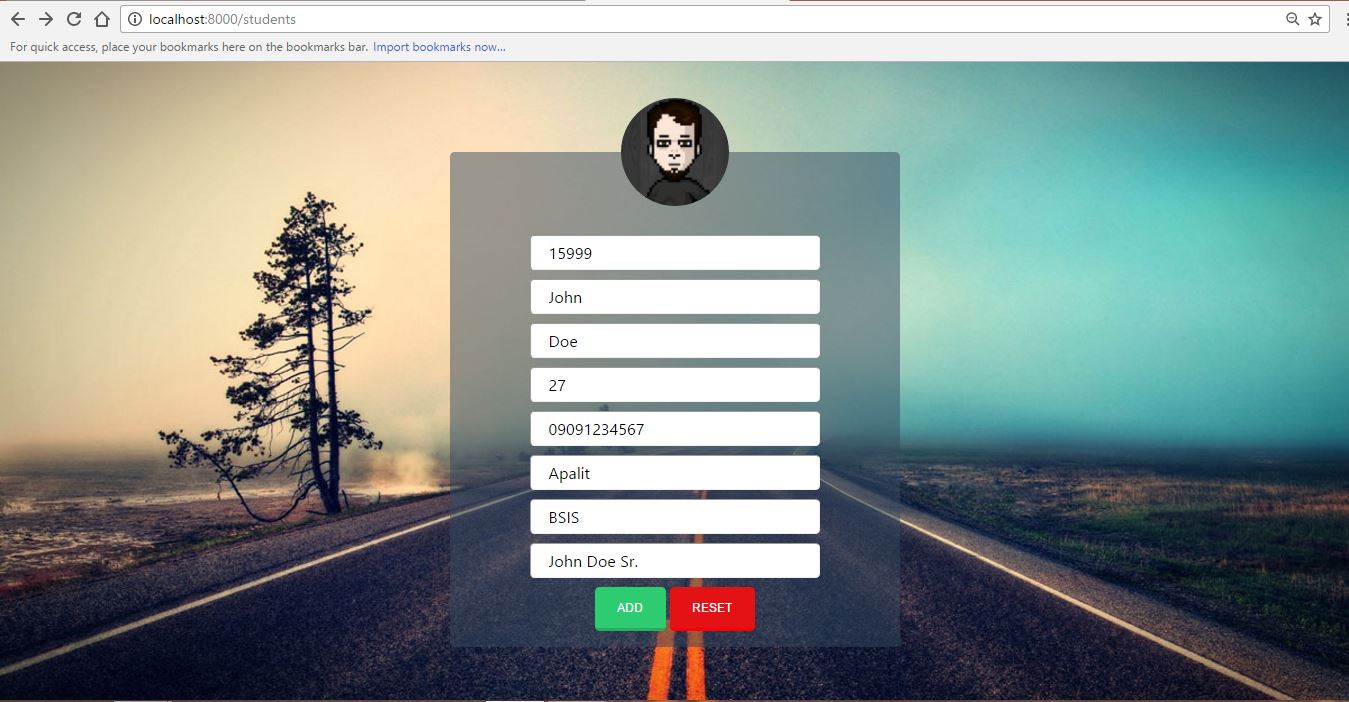 localhost:8000/students
For quick access, place your bookmarks here on the bookmarks bar. Import bookmarks now...
15999
John
Doe
27
09091234567
Apalit
BSIS
John Doe Sr.
ADD RESET